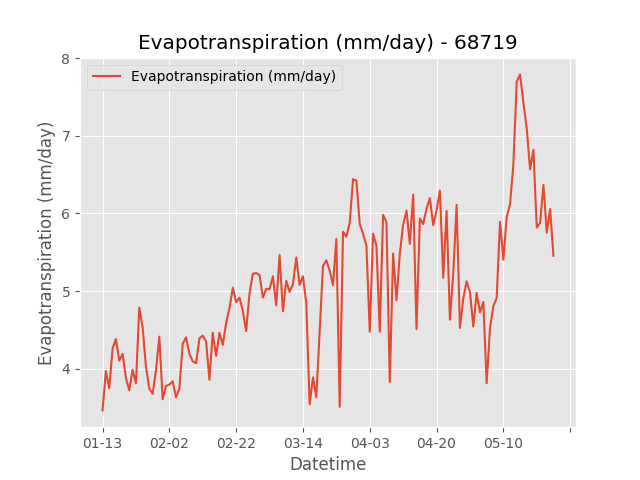 Evapotranspiration (mm/day) - 68719
Evapotranspiration (mm/day)
Evapotranspiration (mm/day)
8
7
6
5
4
01-13 02-02 02-22 03-14 04-03 04-20 05-10
Datetime